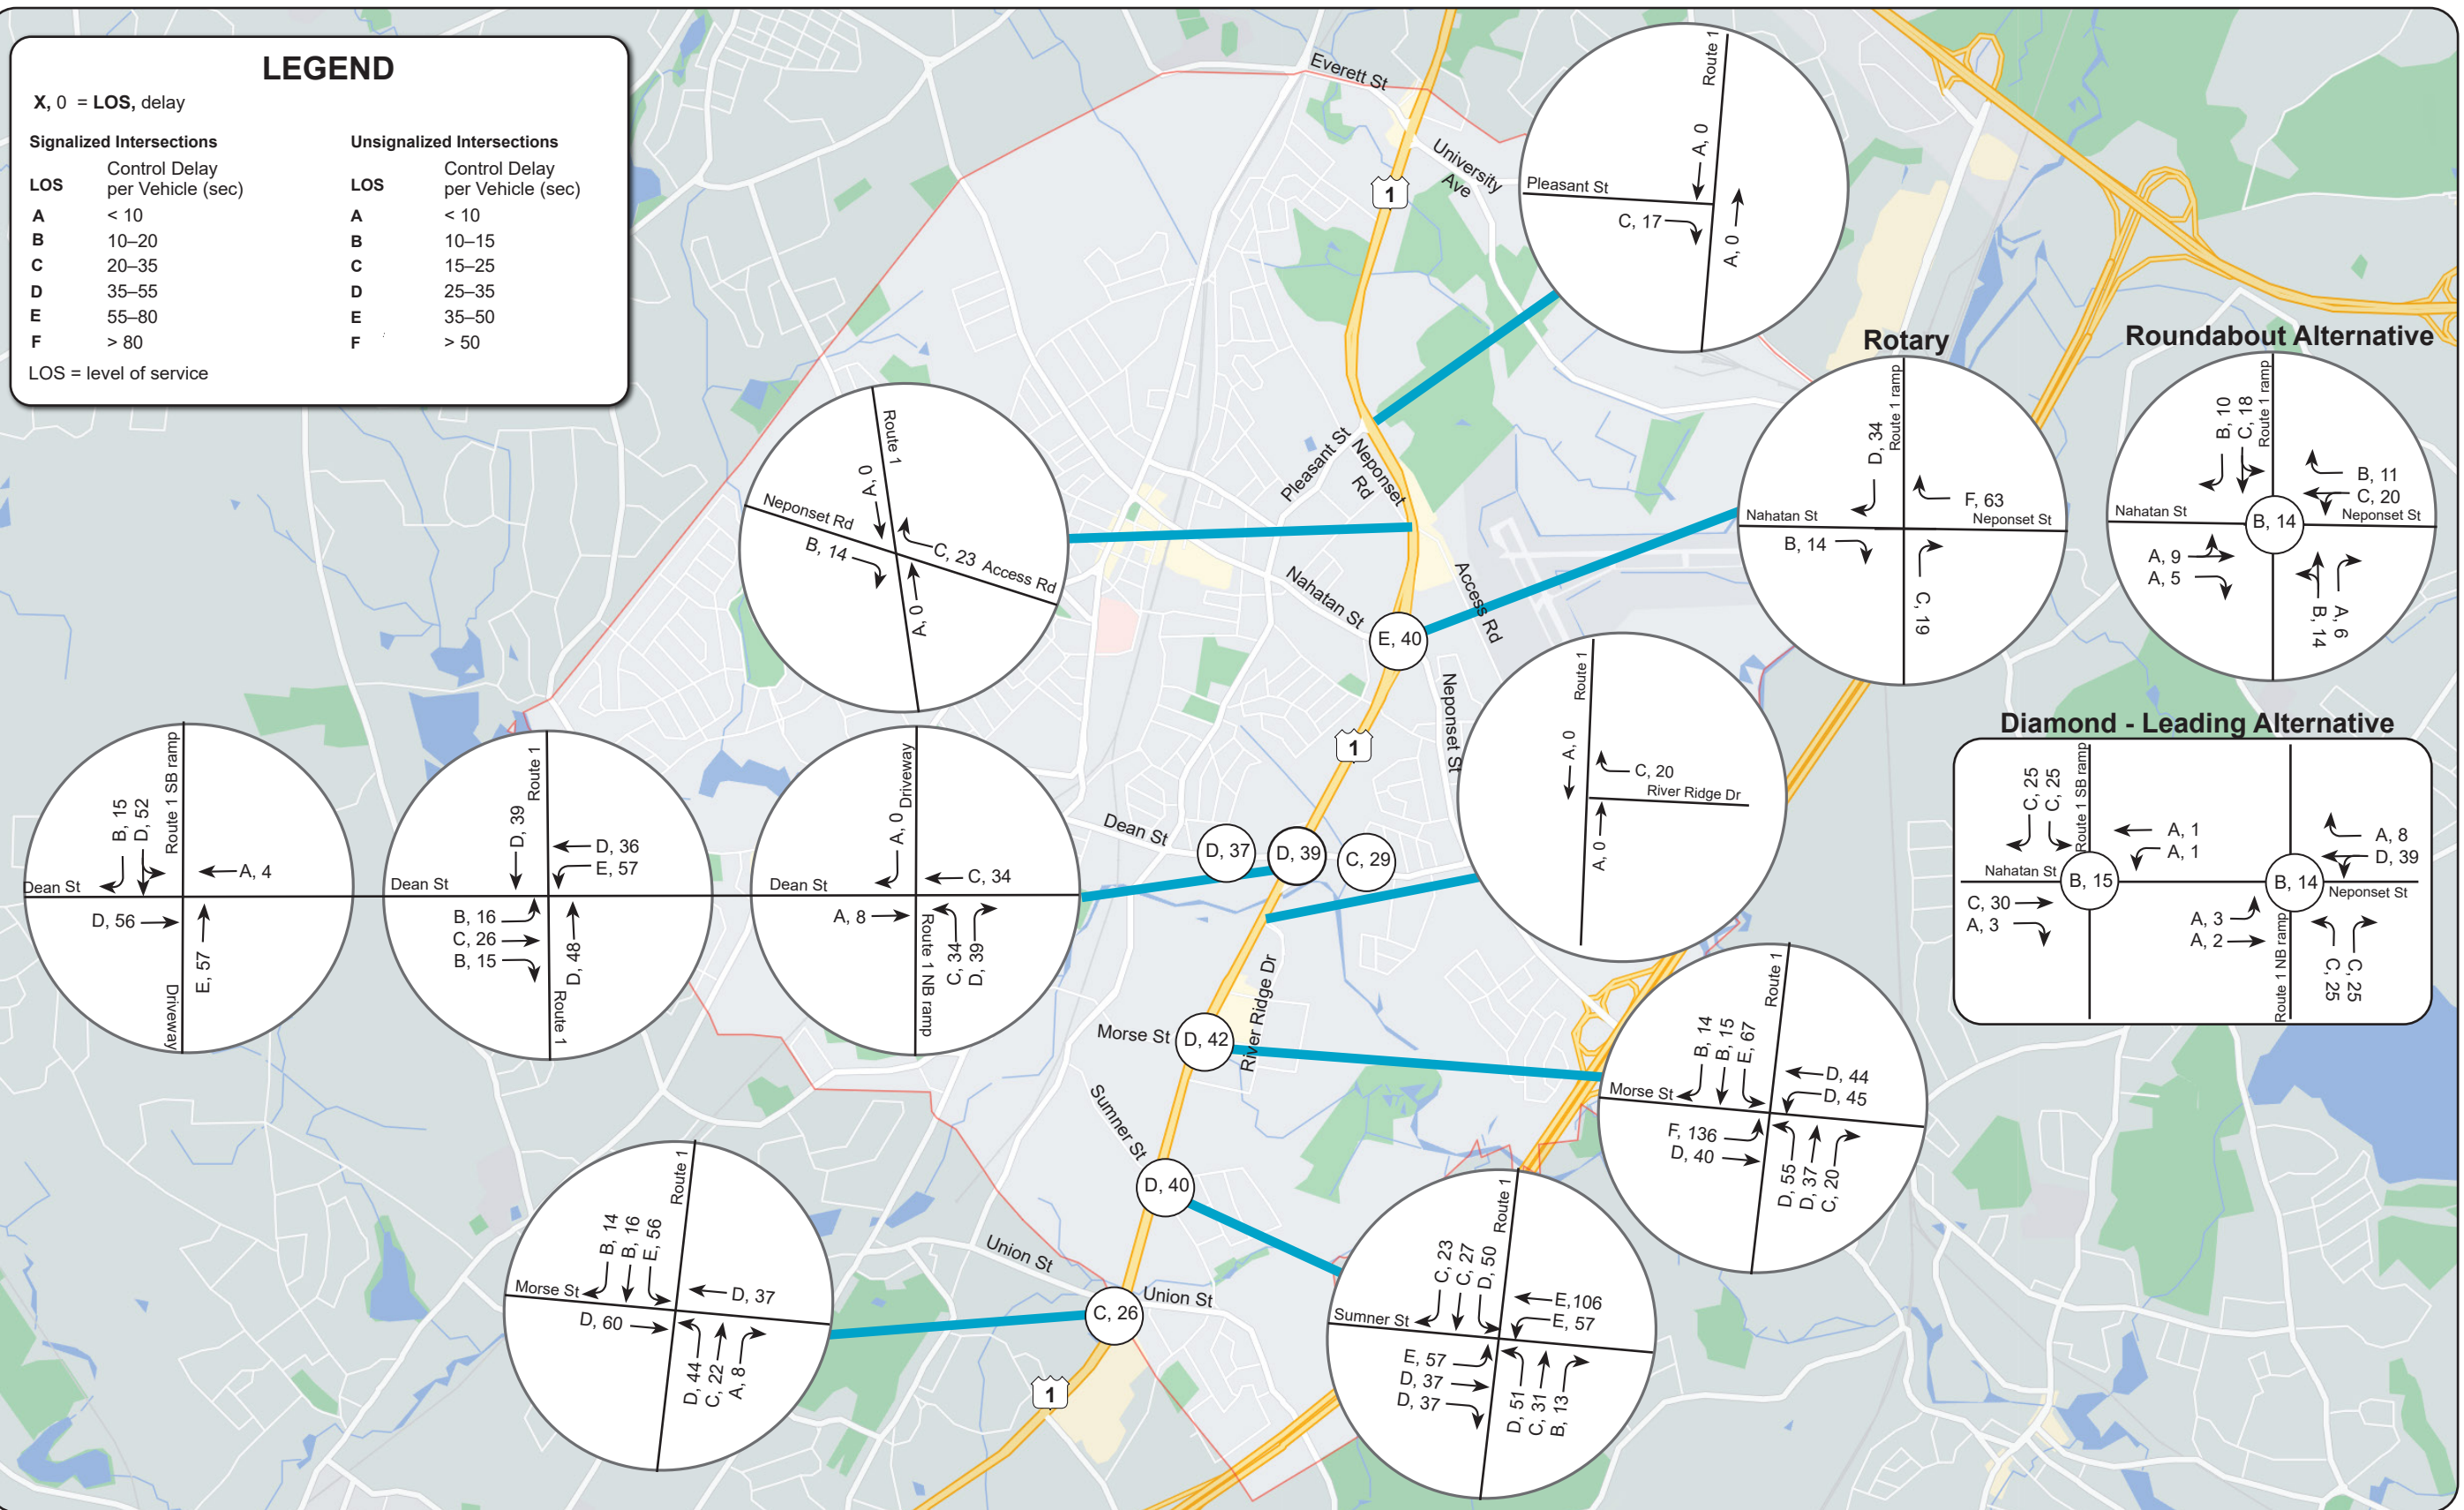 LEGEND
X, 0 = LOS, delay
Signalized Intersections
LOS Control Delay per Vehicle (sec)
A < 10
B 10–20
C 20–35
D 35–55
E 55–80
F > 80
Unsignalized Intersections
LOS Control Delay per Vehicle (sec)
A < 10
B 10–15
C 15–25
D 25–35
E 35–50
F > 50
LOS = level of service
Everett St
University Ave
1
Pleasant St
Neponset Rd
Nahatan St
Access Rd
E, 40
Neponset St
1
Dean St
D, 37
D, 39
C, 29
River Ridge Dr
Morse St
D, 42
Sumner St
D, 40
Union St
Union St
C, 26
1
Route 1
A, 0
Pleasant St
C, 17
A, 0
Route 1
A, 0
Neponset Rd
B, 14
C, 23
Access Rd
A, 0
Rotary
Route 1 ramp
D, 34
F, 63
Nahatan St
Neponset St
B, 14
C, 19
Roundabout Alternative
B, 10
C, 18
Route 1 ramp
B, 11
C, 20
Nahatan St
B, 14
Neponset St
A, 9
A, 5
B, 14
A, 6
Diamond - Leading Alternative
C, 25
C, 25
Route 1 SB ramp
A, 1
A, 1
A, 8
D, 39
Nahatan St
B, 15
B, 14
Neponset St
C, 30
A, 3
A, 3
A, 2
Route 1 NB ramp
C, 25
C, 25
Route 1
A, 0
C, 20
River Ridge Dr
A, 0
B, 15
D, 52
Route 1 SB ramp
A, 4
Dean St
D, 56
E, 57
Driveway
Route 1
D, 39
D, 36
E, 57
Dean St
B, 16
C, 26
B, 15
D, 48
Route 1
Driveway
A, 0
C, 34
Dean St
A, 8
Route 1 NB ramp
C, 34
D, 39
Route 1
B, 14
B, 15
E, 67
D, 44
D, 45
Morse St
F, 136
D, 40
D, 55
D, 37
C, 20
Route 1
C, 23
C, 27
D, 50
E,106
E, 57
Sumner St
E, 57
D, 37
D, 37
D, 51
C, 31
B, 13
Route 1
B, 14
B, 16
E, 56
D, 37
Morse St
D, 60
D, 44
C, 22
A, 8